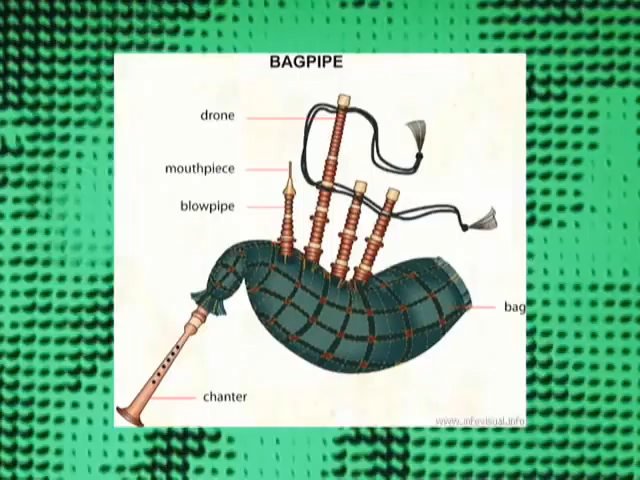 BAGPIPE
drone
mouthpiece
blowpipe
bag
chanter
www.infovisual.info